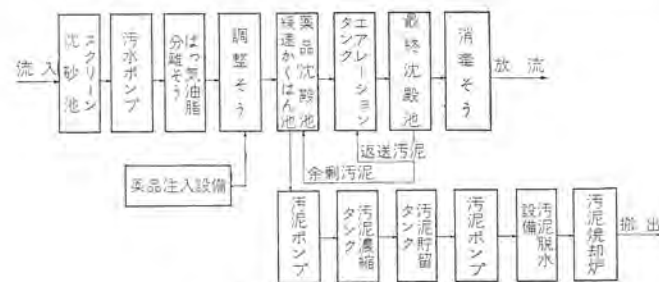 流入
スクリーン
沈砂池
汚水ポンプ
ばっ気油脂
分離そう
調整そう
薬品沈殿池
緩速かくはん池
エアレーション
タンク
最終沈殿池
消毒そう
放流
返送汚泥
余剰汚泥
薬品注入設備
汚泥ポンプ
汚泥濃縮
タンク
汚泥貯留
タンク
汚泥ポンプ
汚泥脱水
設備
汚泥焼却炉
搬出